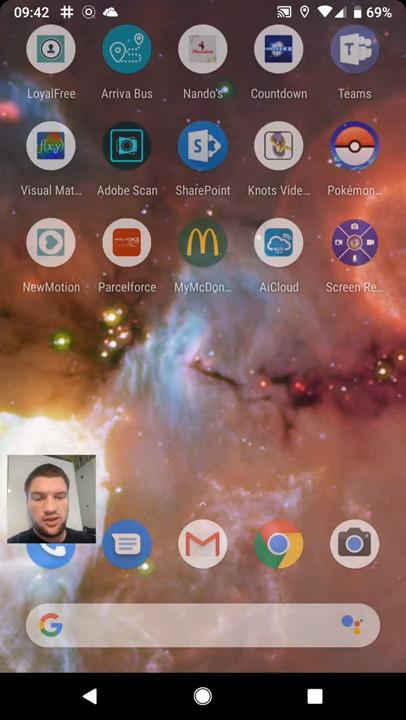 09:42 69%
LoyalFree Arriva Bus Nando's Countdown Teams
Visual Mat... Adobe Scan SharePoint Knots Vide... Pokémon...
NewMotion Parcelforce MyMcDon... AiCloud Screen Re...